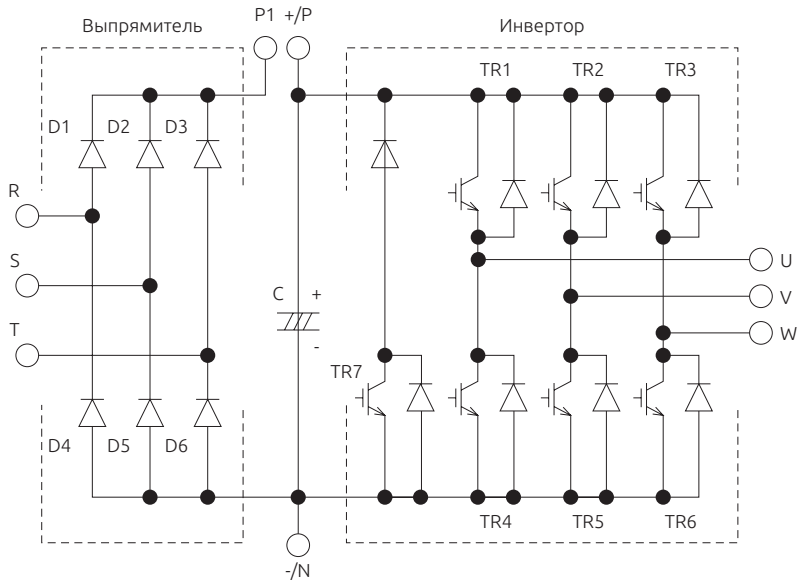 Выпрямитель
P1 +/P
Инвертор
TR1 TR2 TR3
D1 D2 D3
R
S
U
C +
V
T
W
-
TR7
D4 D5 D6
TR4 TR5 TR6
-/N